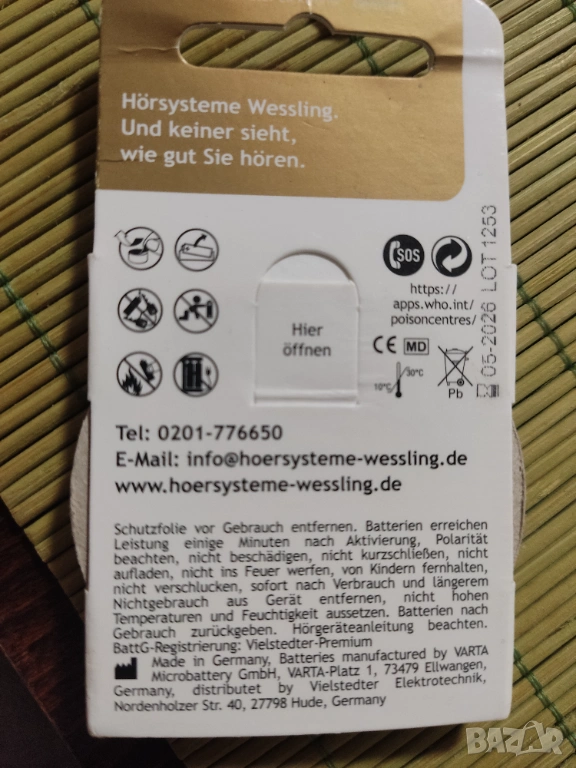 Hörsysteme Wessling.
Und keiner sieht,
wie gut Sie hören.
SOS
https://
apps.who.int/
poisoncentres/
05-2026 LOT 1253
Hier
öffnen
CE MD
10°C 30°C
Pb
Tel: 0201-776650
E-Mail: info@hoersysteme-wessling.de
www.hoersysteme-wessling.de
Schutzfolie vor Gebrauch entfernen. Batterien erreichen
Leistung einige Minuten nach Aktivierung, Polarität
beachten, nicht beschädigen, nicht kurzschließen, nicht
aufladen, nicht ins Feuer werfen, von Kindern fernhalten,
nicht verschlucken, sofort nach Verbrauch und längerem
Nichtgebrauch aus Gerät entfernen, nicht hohen
Temperaturen und Feuchtigkeit aussetzen. Batterien nach
Gebrauch zurückgeben. Hörgeräteanleitung beachten.
BattG-Registrierung: Vielstedter-Premium
Made in Germany, Batteries manufactured by VARTA
Microbattery GmbH, VARTA-Platz 1, 73479 Ellwangen,
Germany, distributet by Vielstedter Elektrotechnik,
Nordenholzer Str. 40, 27798 Hude, Germany
BAZAR